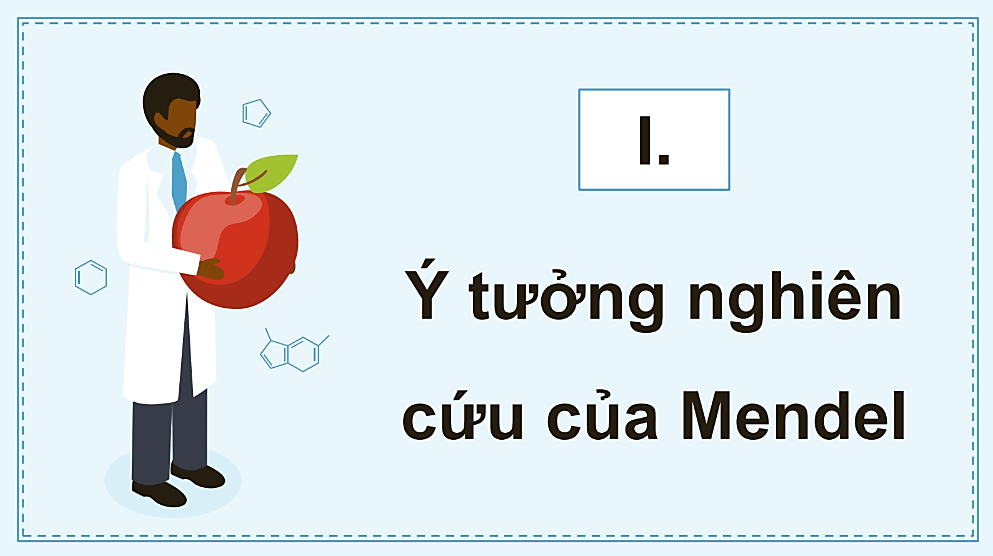 I.
Ý tưởng nghiên
cứu của Mendel